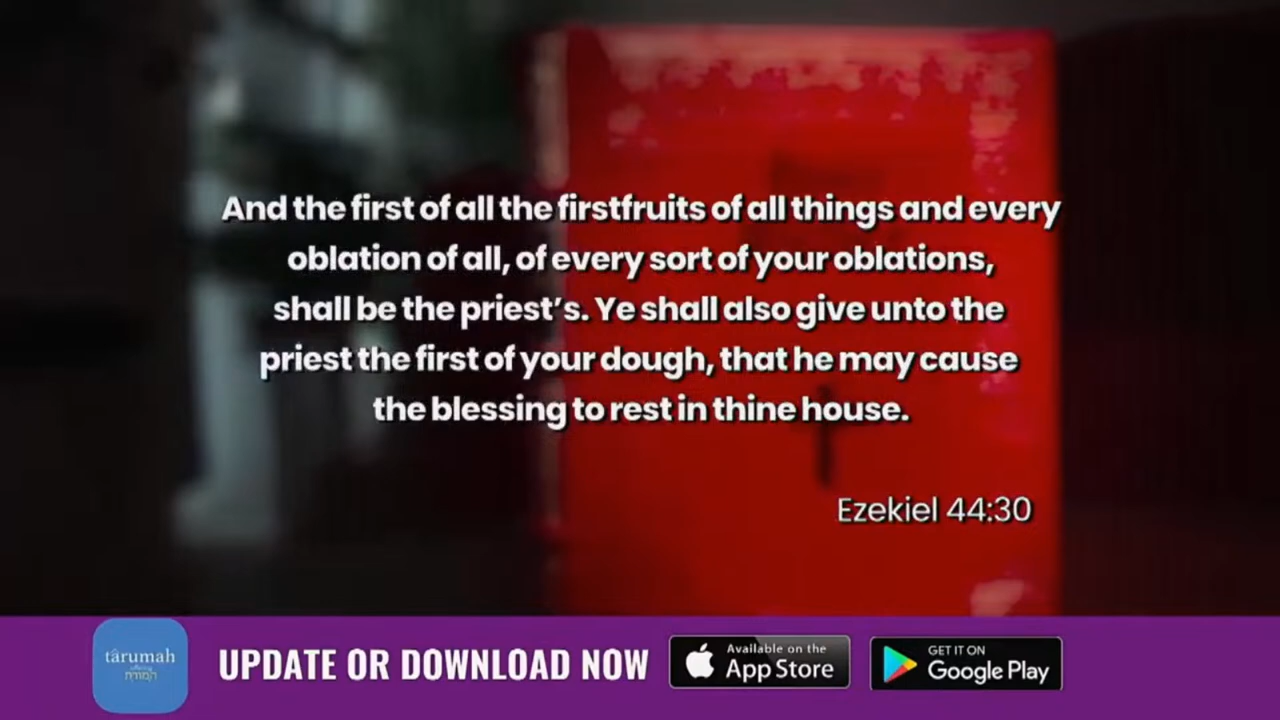 And the first of all the firstfruits of all things and every
oblation of all, of every sort of your oblations,
shall be the priest’s. Ye shall also give unto the
priest the first of your dough, that he may cause
the blessing to rest in thine house.
Ezekiel 44:30
târumah
offering
UPDATE OR DOWNLOAD NOW
Available on the
App Store
GET IT ON
Google Play